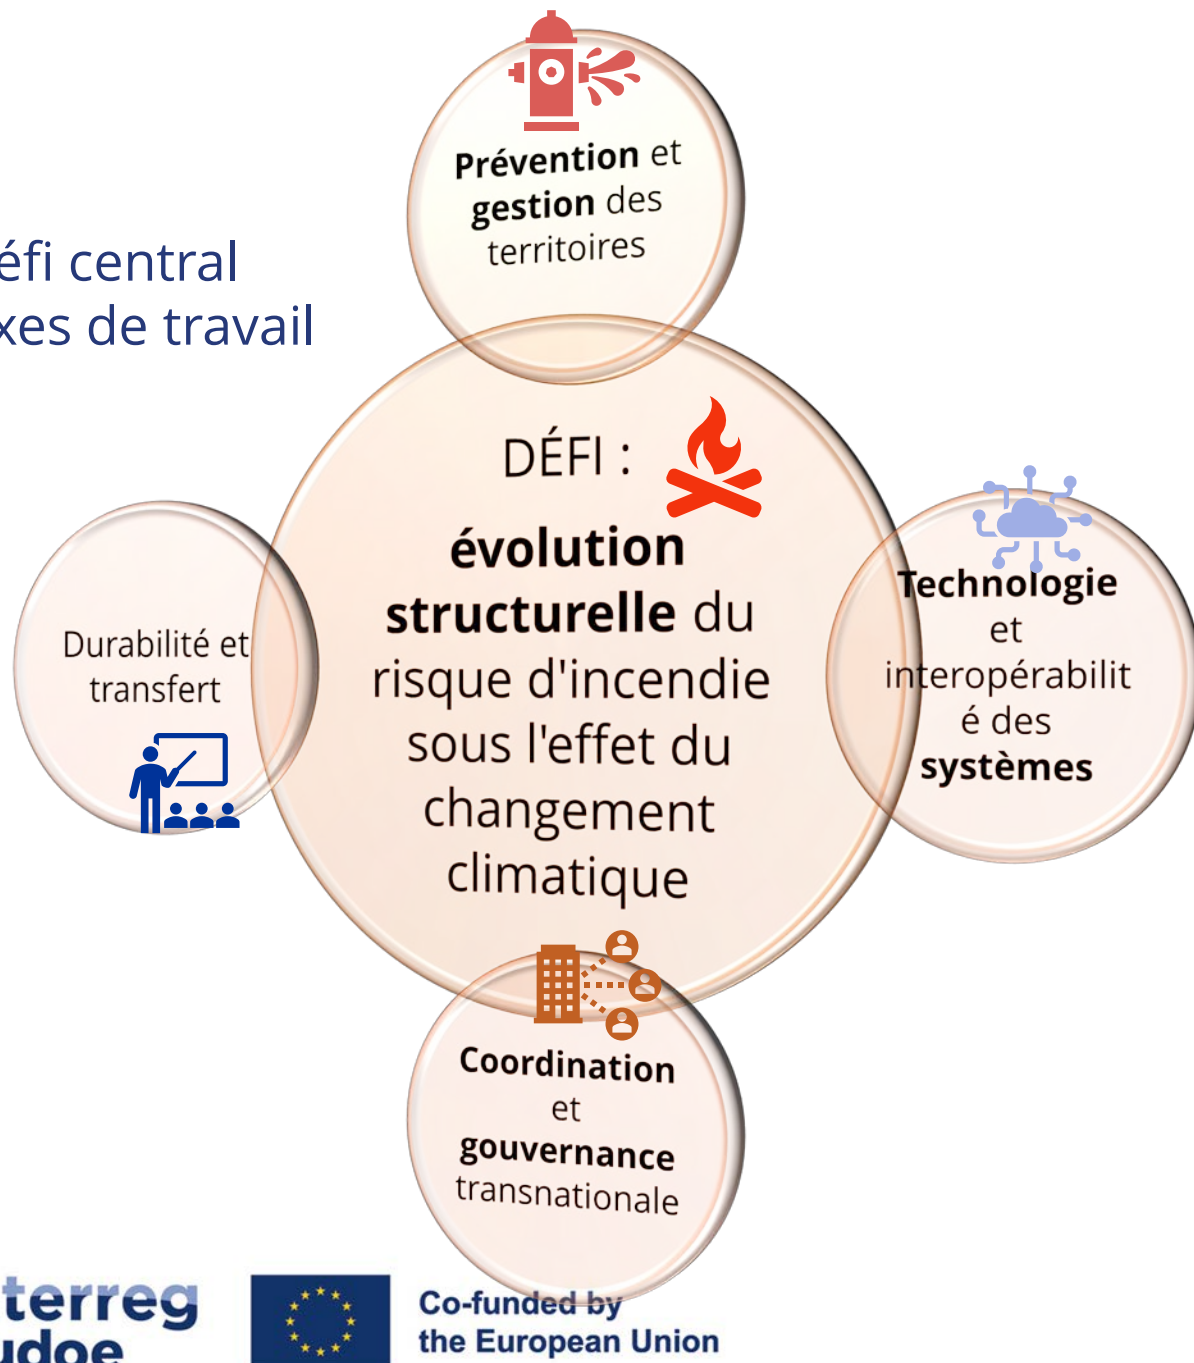 Prévention et
gestion des
territoires
éfi central
xes de travail
DÉFI :
évolution
structurelle du
risque d'incendie
sous l'effet du
changement
climatique
Durabilité et
transfert
Technologie
et
interopérabilit
é des
systèmes
Coordination
et
gouvernance
transnationale
terreg
udoe
Co-funded by
the European Union